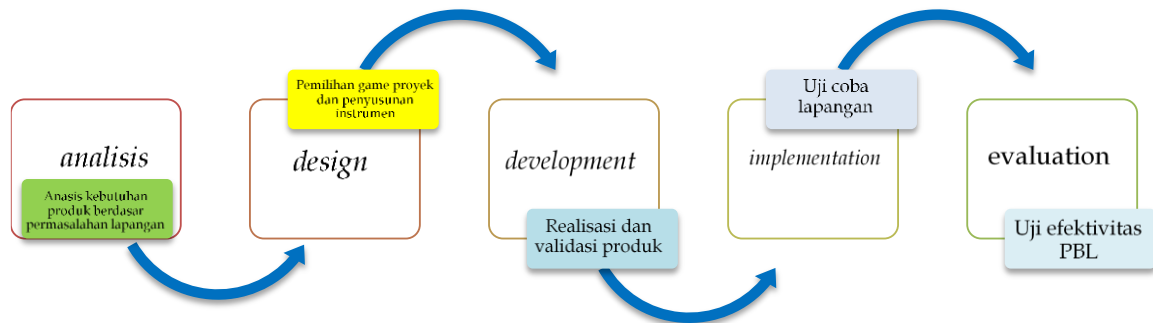 analisis
Anasis kebutuhan
produk berdasar
permasalahan lapangan
Pemilihan game proyek
dan penyusunan
instrumen
design
development
Realisasi dan
validasi produk
Uji coba
lapangan
implementation
evaluation
Uji efektivitas
PBL